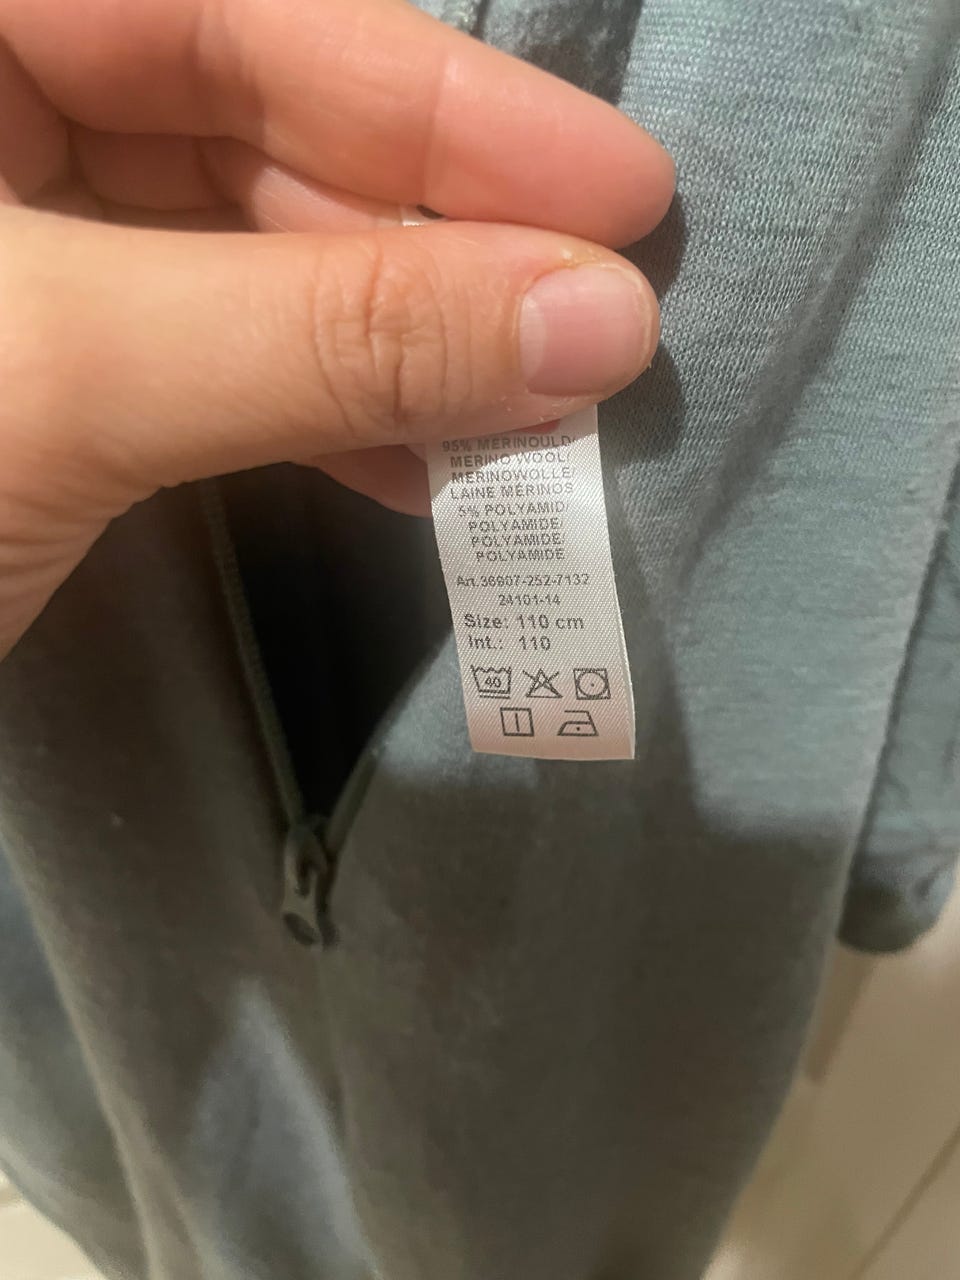 95% MERINOULD/
MERINO WOOL/
MERINOWOLLE/
LAINE MÉRINOS
5% POLYAMID/
POLYAMIDE/
POLYAMIDE/
POLYAMIDE
Art.36907-252-7132
24101-14
Size: 110 cm
Int.: 110
40